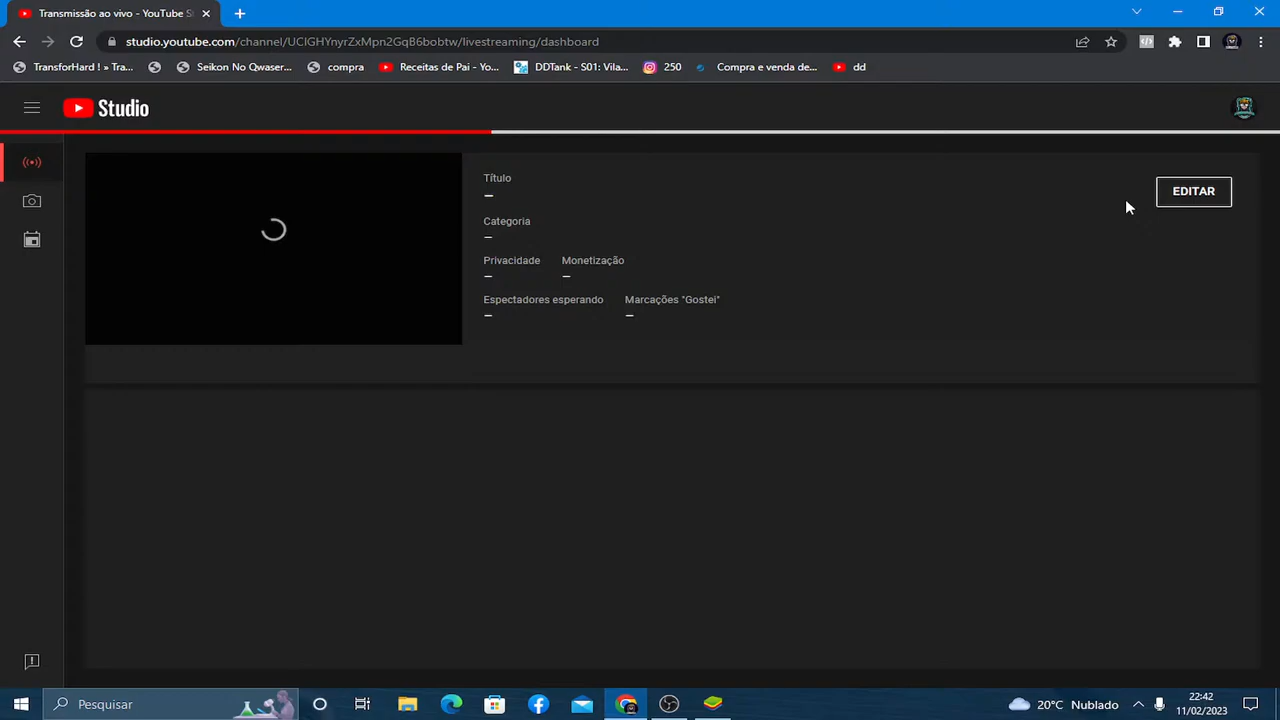 Transmissão ao vivo - YouTube S
studio.youtube.com/channel/UCIGHYnyrZxMpn2GqB6bobtw/livestreaming/dashboard
TransforHard ! » Tra...
Seikon No Qwaser...
compra
Receitas de Pai - Yo...
DDTank - S01: Vila...
250
Compra e venda de...
dd
Studio
Título
–
EDITAR
Categoria
–
Privacidade Monetização
– –
Espectadores esperando Marcações "Gostei"
– –
Pesquisar
20°C Nublado
22:42
11/02/2023